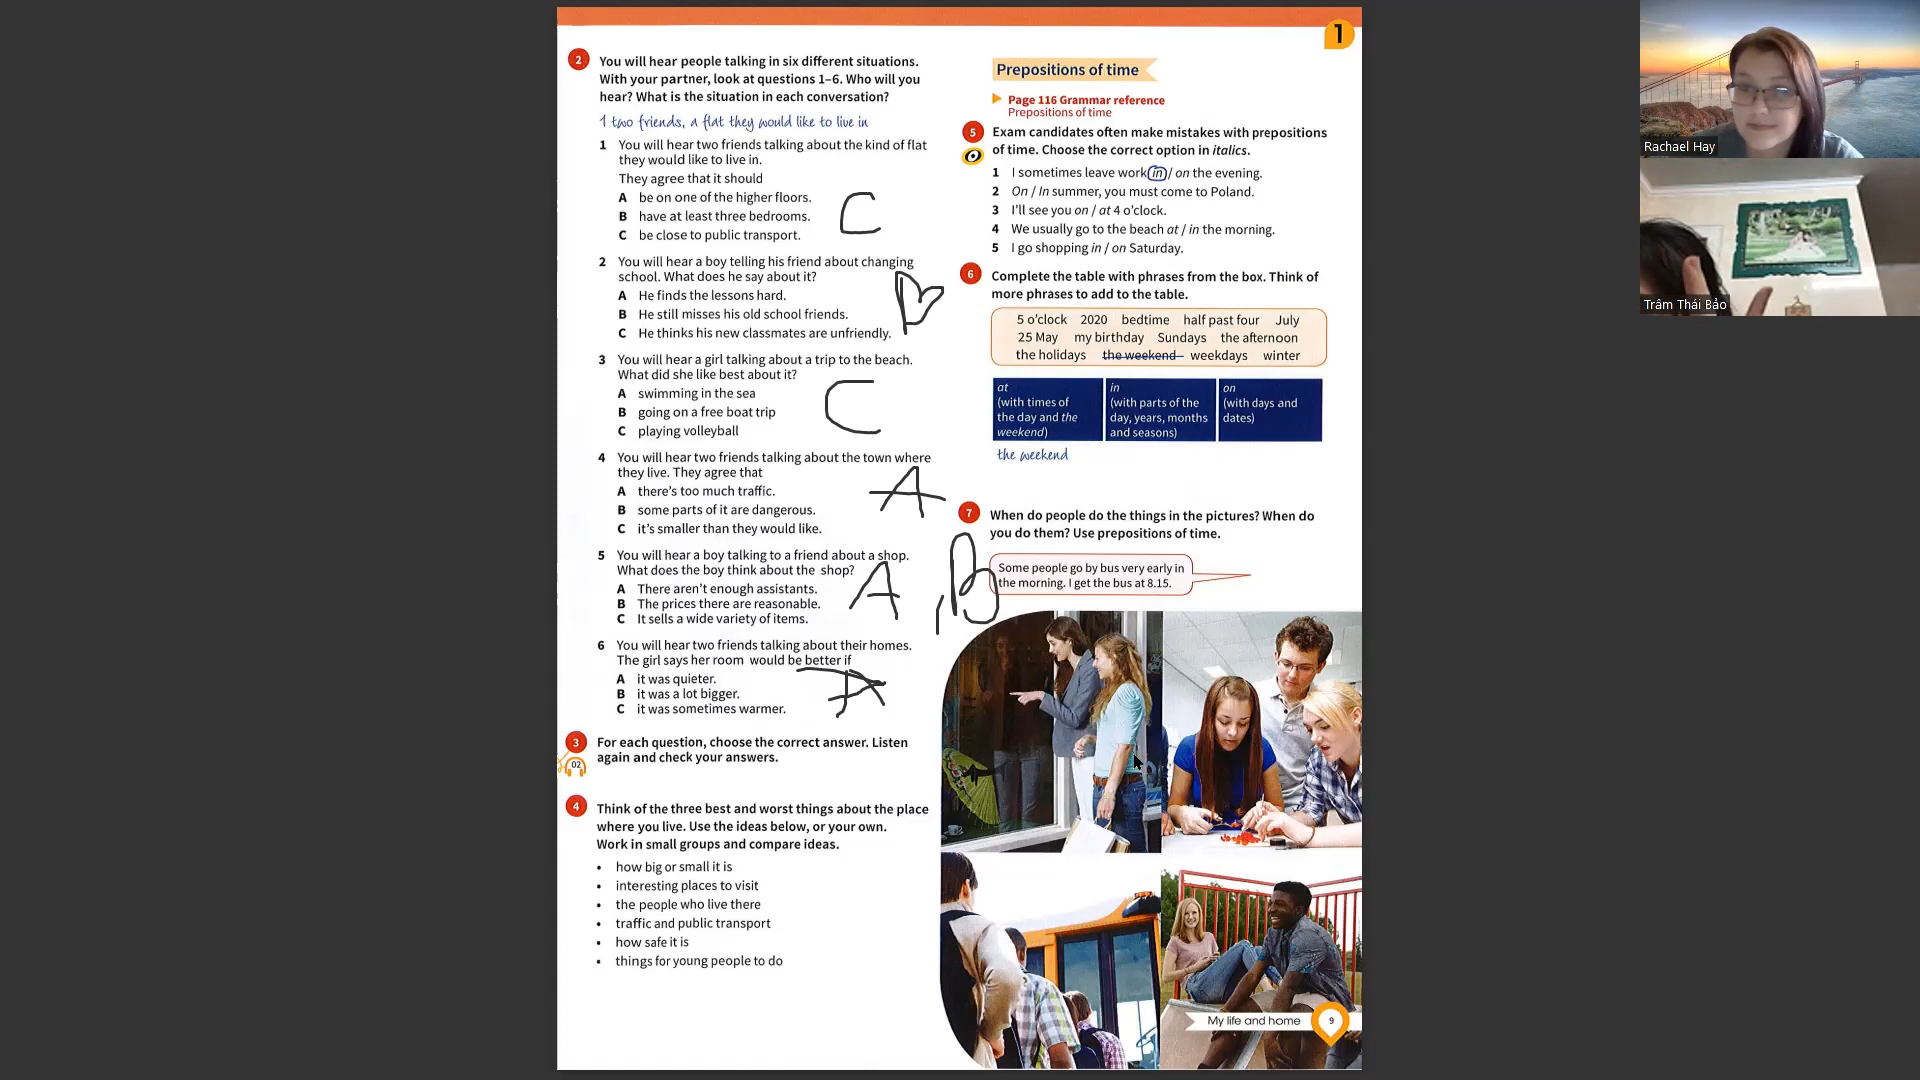 1
2 You will hear people talking in six different situations.
With your partner, look at questions 1–6. Who will you
hear? What is the situation in each conversation?
1 two friends, a flat they would like to live in
1 You will hear two friends talking about the kind of flat
they would like to live in.
They agree that it should
A be on one of the higher floors.
B have at least three bedrooms.
C be close to public transport.
C
2 You will hear a boy telling his friend about changing
school. What does he say about it?
A He finds the lessons hard.
B He still misses his old school friends.
C He thinks his new classmates are unfriendly.
B
3 You will hear a girl talking about a trip to the beach.
What did she like best about it?
A swimming in the sea
B going on a free boat trip
C playing volleyball
C
4 You will hear two friends talking about the town where
they live. They agree that
A there's too much traffic.
B some parts of it are dangerous.
C it's smaller than they would like.
A
5 You will hear a boy talking to a friend about a shop.
What does the boy think about the shop?
A There aren't enough assistants.
B The prices there are reasonable.
C It sells a wide variety of items.
A , B
6 You will hear two friends talking about their homes.
The girl says her room would be better if
A it was quieter.
B it was a lot bigger.
C it was sometimes warmer.
A
3 For each question, choose the correct answer. Listen
02 again and check your answers.
4 Think of the three best and worst things about the place
where you live. Use the ideas below, or your own.
Work in small groups and compare ideas.
• how big or small it is
• interesting places to visit
• the people who live there
• traffic and public transport
• how safe it is
• things for young people to do
Prepositions of time
Page 116 Grammar reference
Prepositions of time
5 Exam candidates often make mistakes with prepositions
of time. Choose the correct option in italics.
1 I sometimes leave work in / on the evening.
2 On / In summer, you must come to Poland.
3 I'll see you on / at 4 o'clock.
4 We usually go to the beach at / in the morning.
5 I go shopping in / on Saturday.
6 Complete the table with phrases from the box. Think of
more phrases to add to the table.
5 o'clock 2020 bedtime half past four July
25 May my birthday Sundays the afternoon
the holidays the weekend weekdays winter
at
(with times of
the day and the
weekend)
in
(with parts of the
day, years, months
and seasons)
on
(with days and
dates)
the weekend
7 When do people do the things in the pictures? When do
you do them? Use prepositions of time.
Some people go by bus very early in
the morning. I get the bus at 8.15.
My life and home 9
Rachael Hay
Trâm Thái Bảo